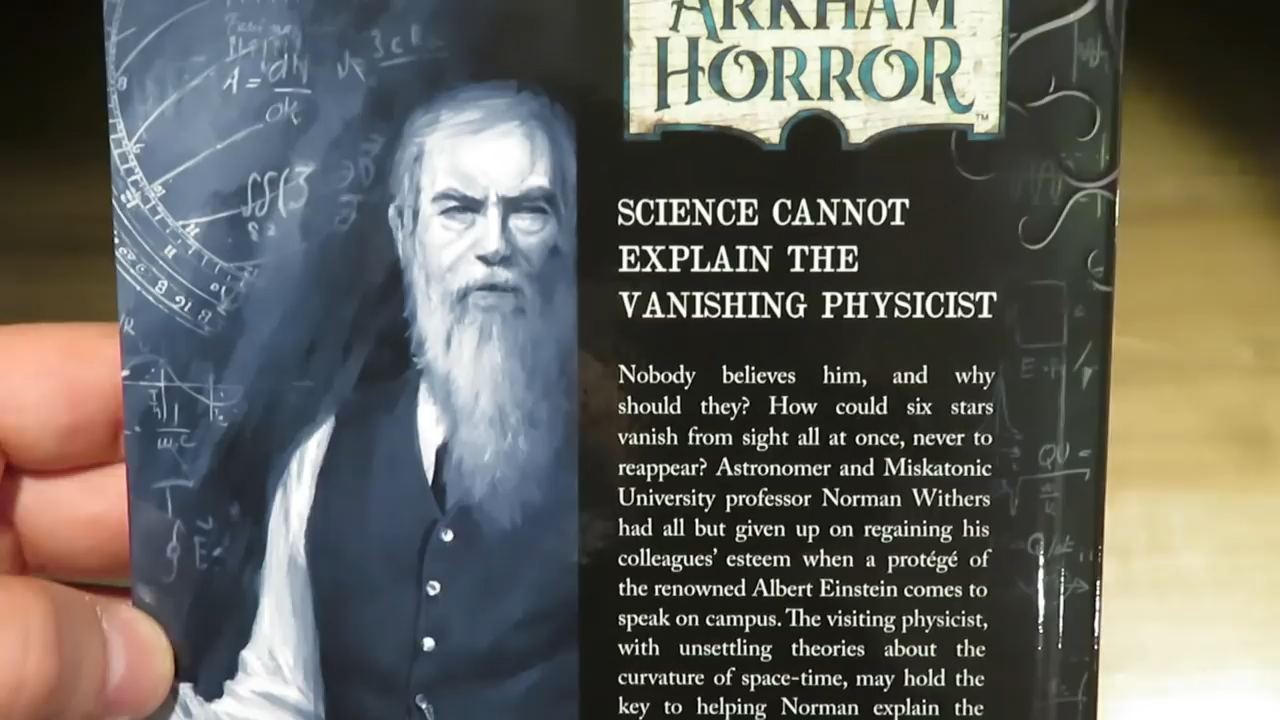 ARKHAM
HORROR
™
SCIENCE CANNOT
EXPLAIN THE
VANISHING PHYSICIST
Nobody believes him, and why
should they? How could six stars
vanish from sight all at once, never to
reappear? Astronomer and Miskatonic
University professor Norman Withers
had all but given up on regaining his
colleagues’ esteem when a protégé of
the renowned Albert Einstein comes to
speak on campus. The visiting physicist,
with unsettling theories about the
curvature of space-time, may hold the
key to helping Norman explain the